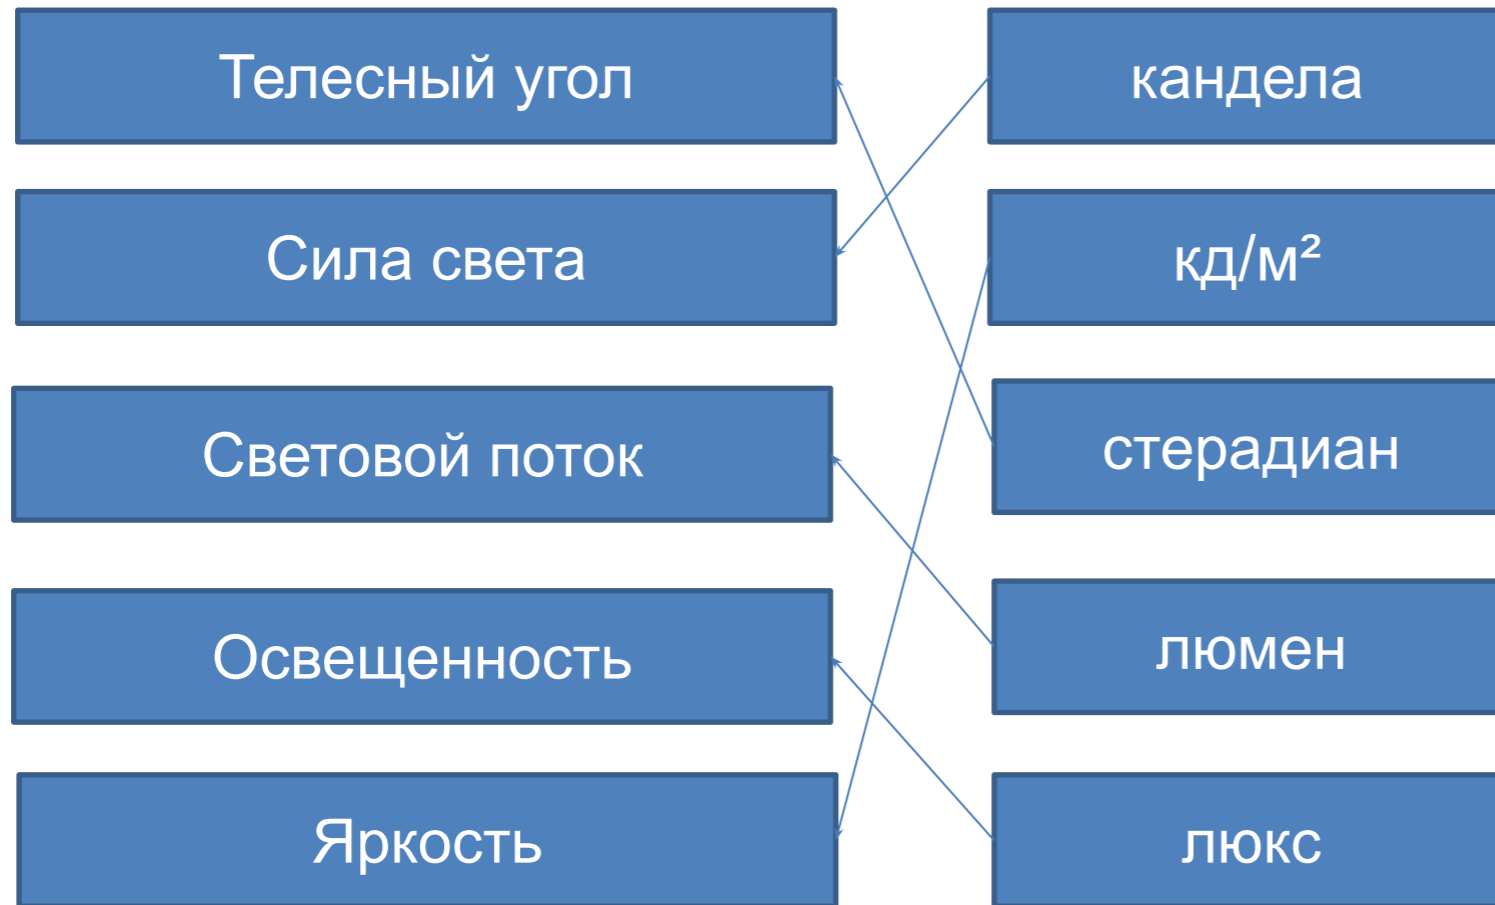 Телесный угол
кандела
Сила света
кд/м²
Световой поток
стерадиан
Освещенность
люмен
Яркость
люкс